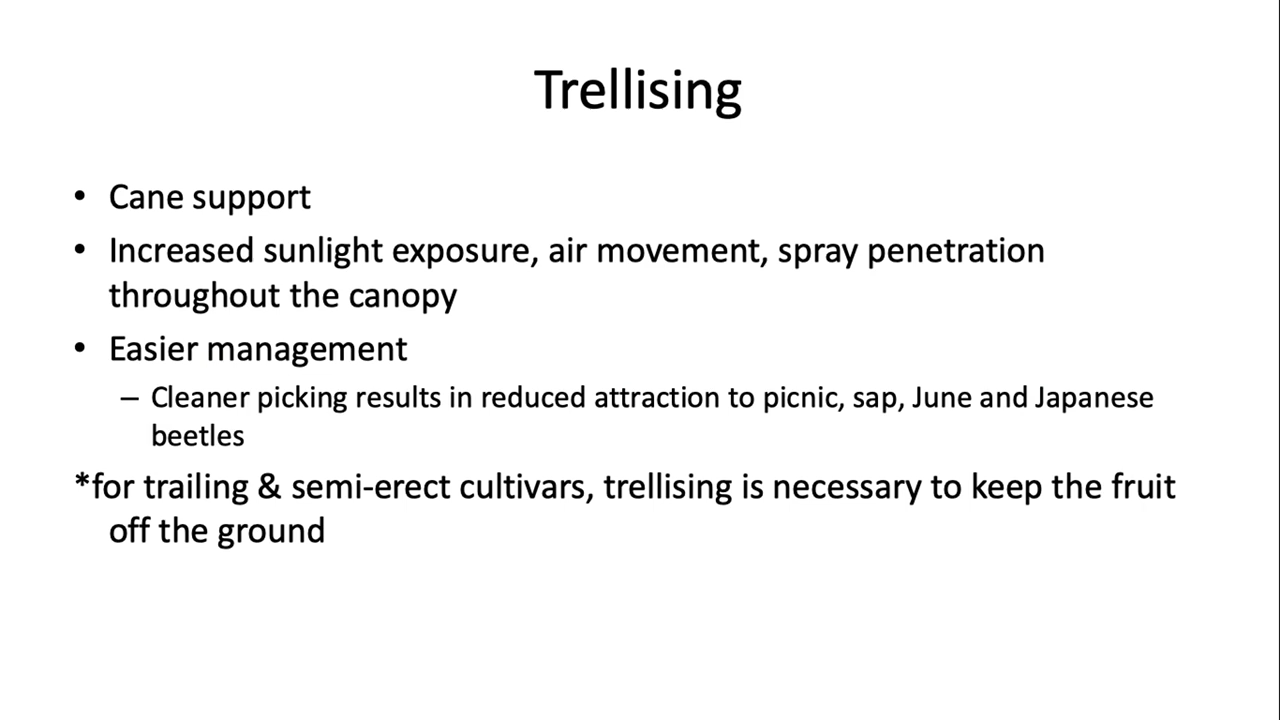 Trellising
• Cane support
• Increased sunlight exposure, air movement, spray penetration
throughout the canopy
• Easier management
– Cleaner picking results in reduced attraction to picnic, sap, June and Japanese
beetles
*for trailing & semi-erect cultivars, trellising is necessary to keep the fruit
off the ground